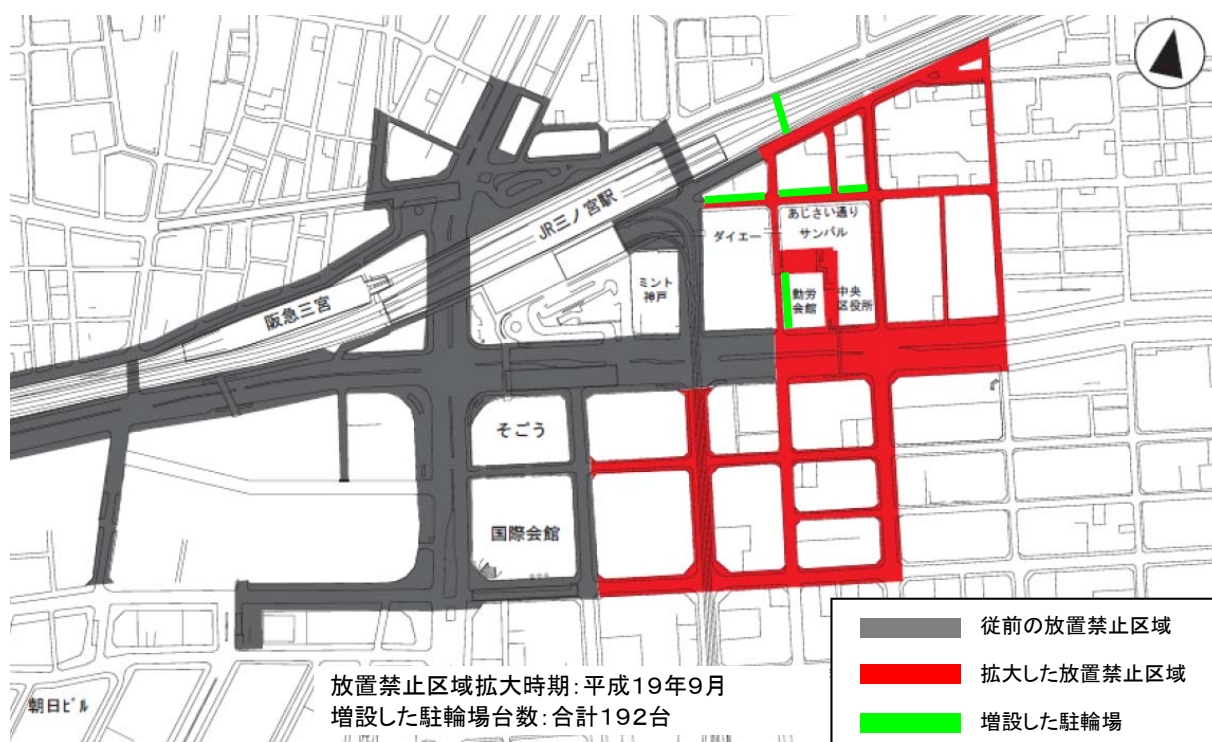 JR三ノ宮駅
あじさい通り
ダイエー
サンパル
ミント
神戸
勤労
会館
中央
区役所
阪急三宮
そごう
国際会館
朝日ビル
放置禁止区域拡大時期:平成19年9月
増設した駐輪場台数:合計192台
従前の放置禁止区域
拡大した放置禁止区域
増設した駐輪場